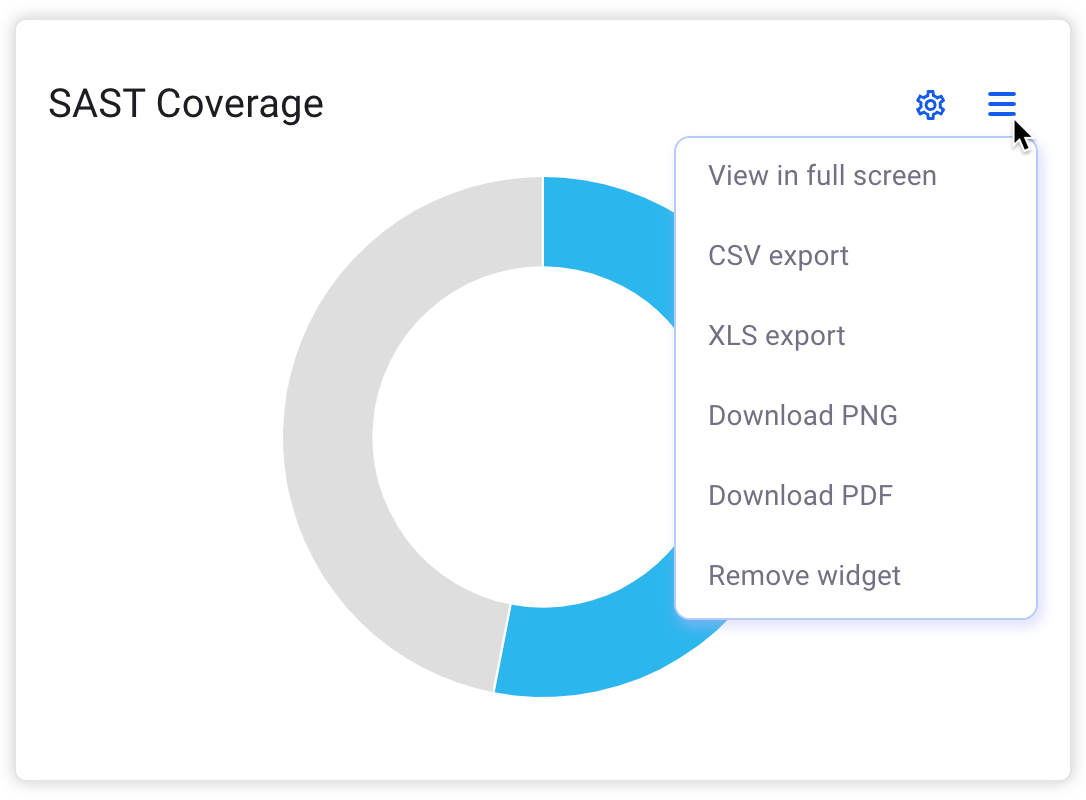 SAST Coverage
View in full screen
CSV export
XLS export
Download PNG
Download PDF
Remove widget